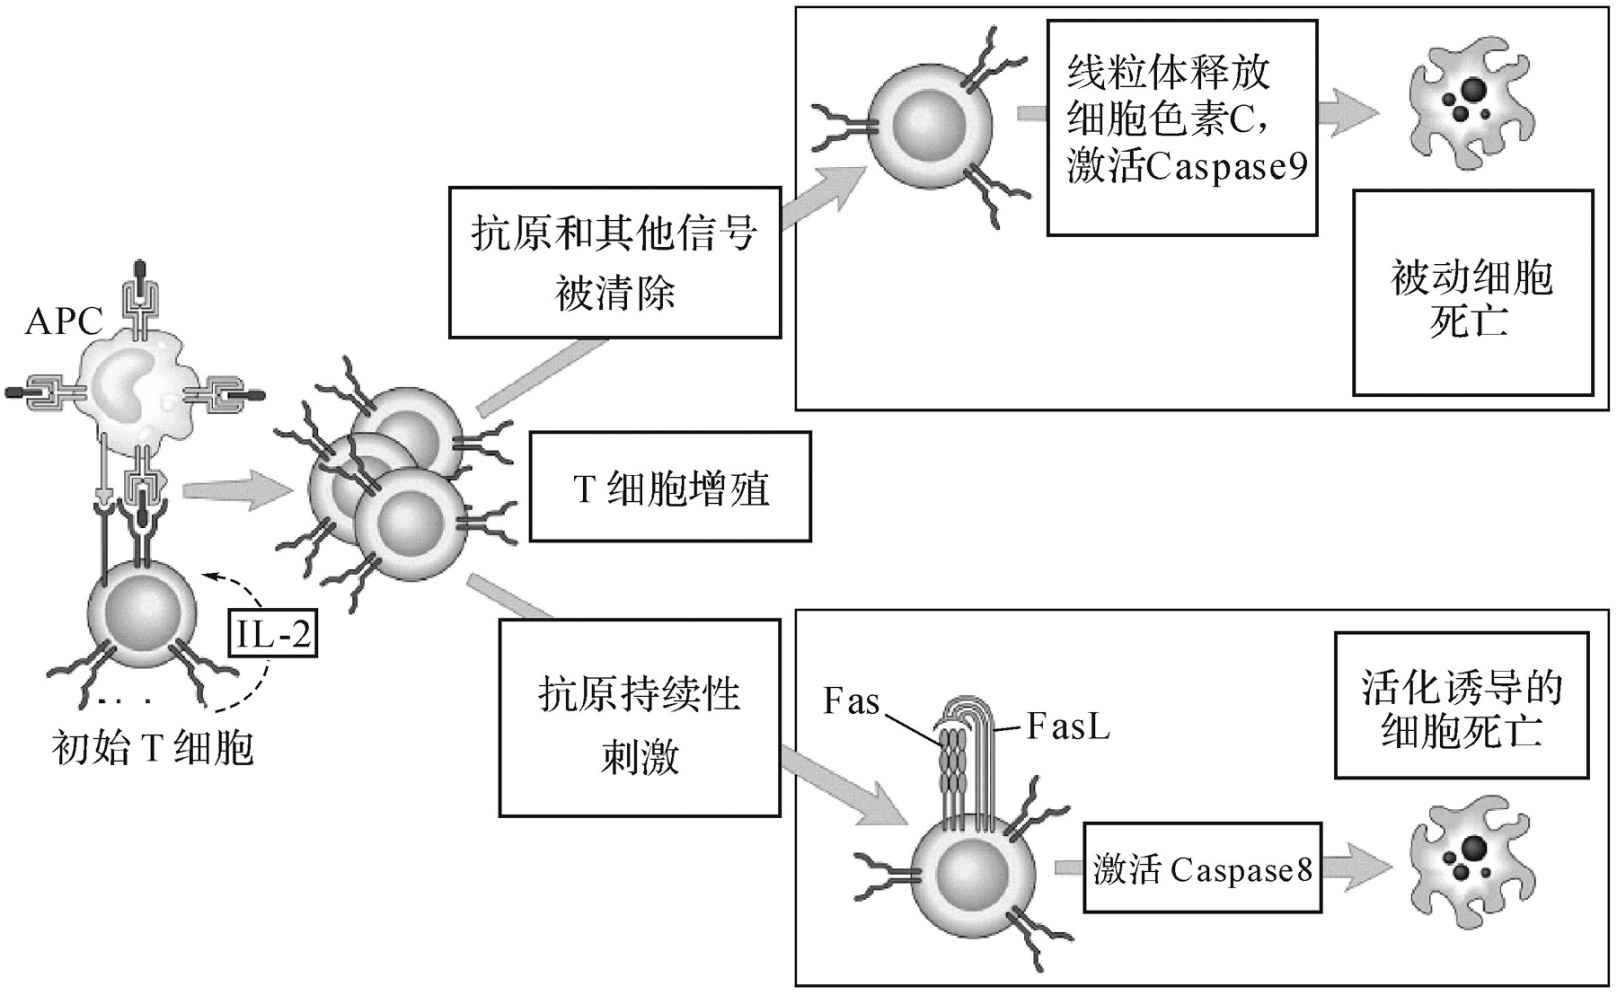 线粒体释放
细胞色素C，
激活Caspase9
抗原和其他信号
被清除
被动细胞
死亡
APC
T 细胞增殖
IL-2
初始 T 细胞
抗原持续性
刺激
Fas
FasL
活化诱导的
细胞死亡
激活 Caspase8